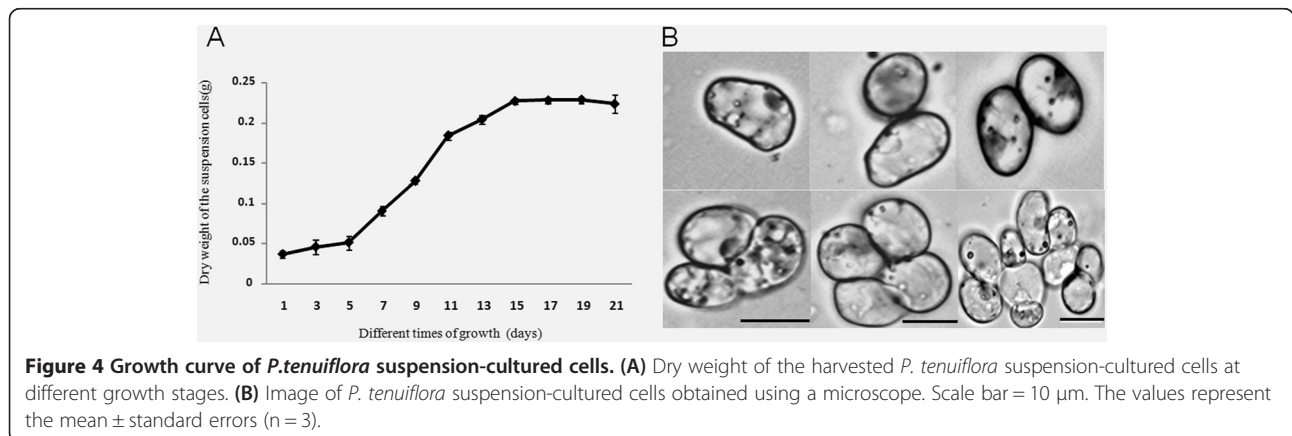 A
B
Dry weight of the suspension cells(g)
0.25
0.2
0.15
0.1
0.05
0
1 3 5 7 9 11 13 15 17 19 21
Different times of growth (days)
Figure 4 Growth curve of P.tenuiflora suspension-cultured cells. (A) Dry weight of the harvested P. tenuiflora suspension-cultured cells at
different growth stages. (B) Image of P. tenuiflora suspension-cultured cells obtained using a microscope. Scale bar = 10 μm. The values represent
the mean ± standard errors (n = 3).